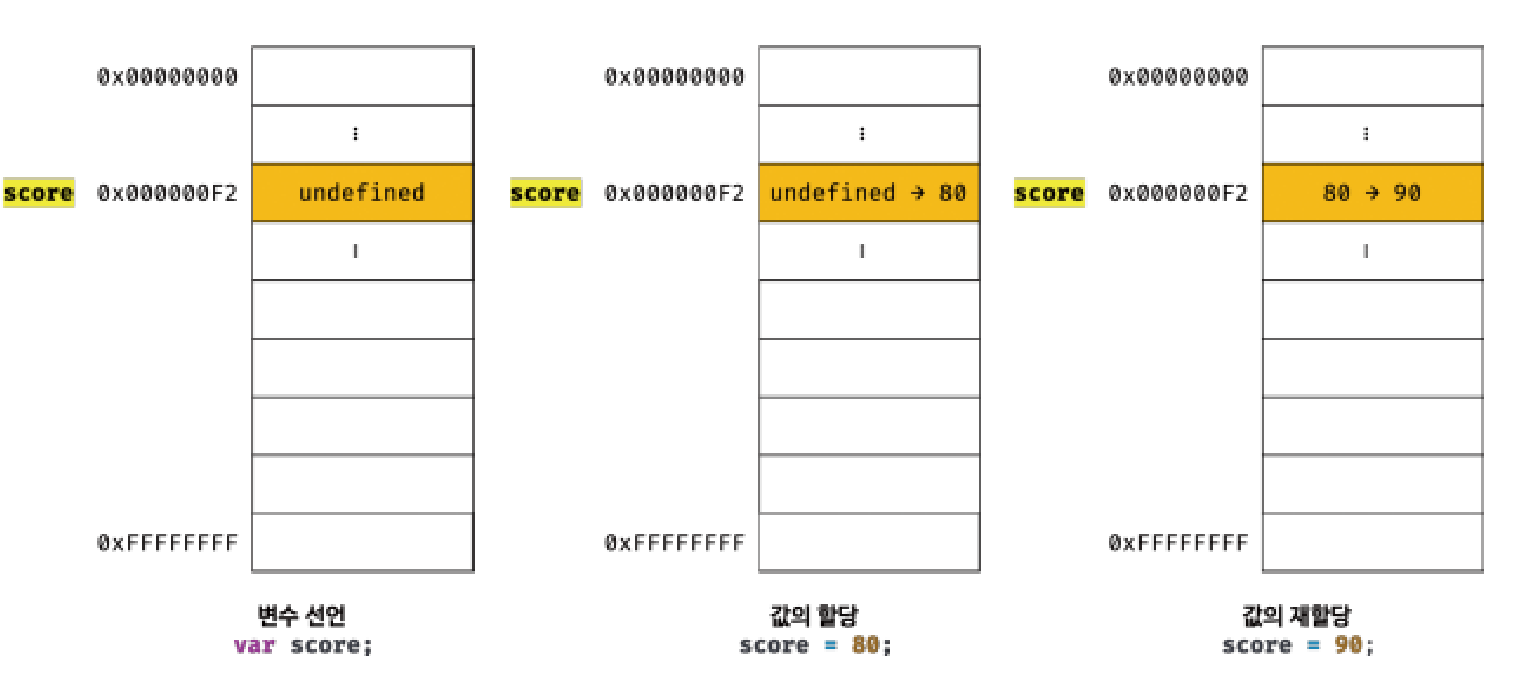 0x00000000
⋮
score 0x000000F2 undefined
0xFFFFFFFF
변수 선언
var score;
0x00000000
⋮
score 0x000000F2 undefined → 80
0xFFFFFFFF
값의 할당
score = 80;
0x00000000
⋮
score 0x000000F2 80 → 90
0xFFFFFFFF
값의 재할당
score = 90;